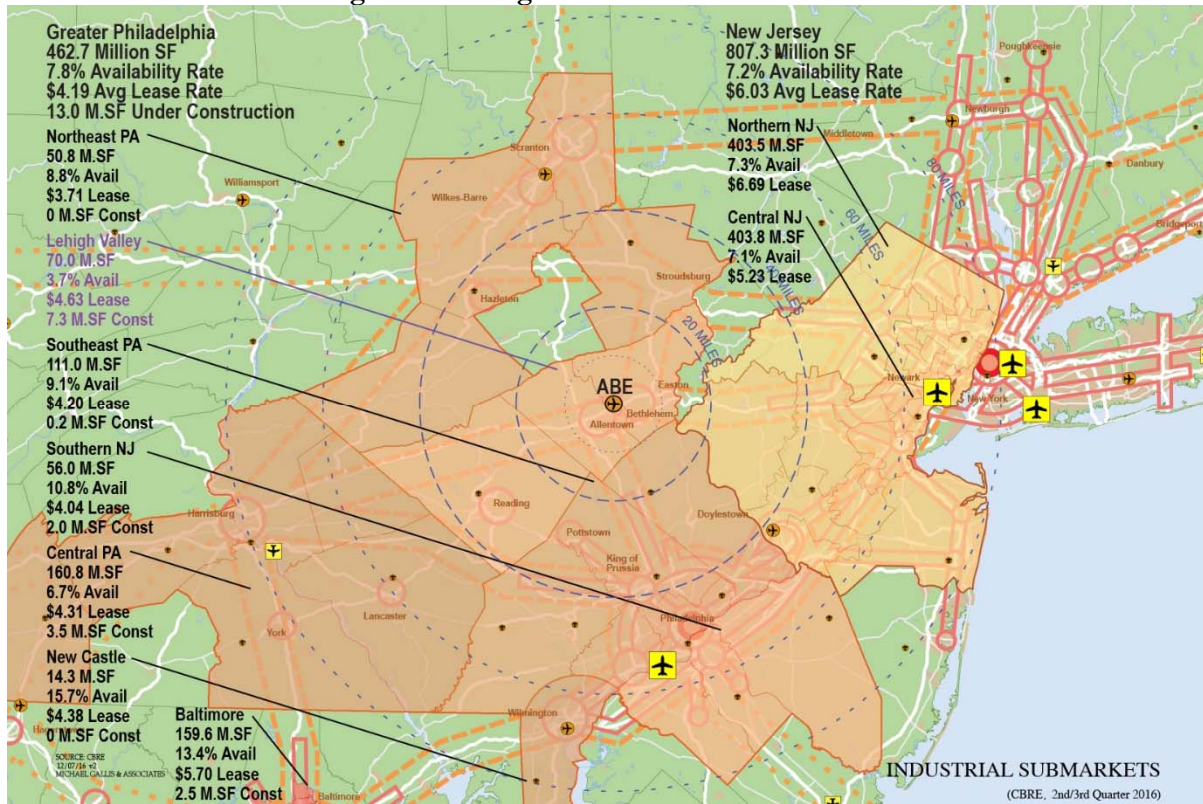 Greater Philadelphia
462.7 Million SF
7.8% Availability Rate
$4.19 Avg Lease Rate
13.0 M.SF Under Construction
Northeast PA
50.8 M.SF
8.8% Avail
$3.71 Lease
0 M.SF Const
Lehigh Valley
70.0 M.SF
3.7% Avail
$4.63 Lease
7.3 M.SF Const
Southeast PA
111.0 M.SF
9.1% Avail
$4.20 Lease
0.2 M.SF Const
Southern NJ
56.0 M.SF
10.8% Avail
$4.04 Lease
2.0 M.SF Const
Central PA
160.8 M.SF
6.7% Avail
$4.31 Lease
3.5 M.SF Const
New Castle
14.3 M.SF
15.7% Avail
$4.38 Lease
0 M.SF Const
Baltimore
159.6 M.SF
13.4% Avail
$5.70 Lease
2.5 M.SF Const
SOURCE: CBRE
12/07/16 v2
MICHAEL GALLIS & ASSOCIATES
New Jersey
807.3 Million SF
7.2% Availability Rate
$6.03 Avg Lease Rate
Northern NJ
403.5 M.SF
7.3% Avail
$6.69 Lease
Central NJ
403.8 M.SF
7.1% Avail
$5.23 Lease
Poughkeepsie
Newburgh
Middletown
Danbury
Bridgeport
Scranton
Williamsport
Wilkes-Barre
80 MILES
60 MILES
MILES
20 MILES
Stroudsburg
Hazleton
ABE
Easton
Bethlehem
Allentown
Newark
New York
Reading
Harrisburg
Pottstown
Doylestown
King of
Prussia
Lancaster
York
Philadelphia
Wilmington
Baltimore
INDUSTRIAL SUBMARKETS
(CBRE, 2nd/3rd Quarter 2016)